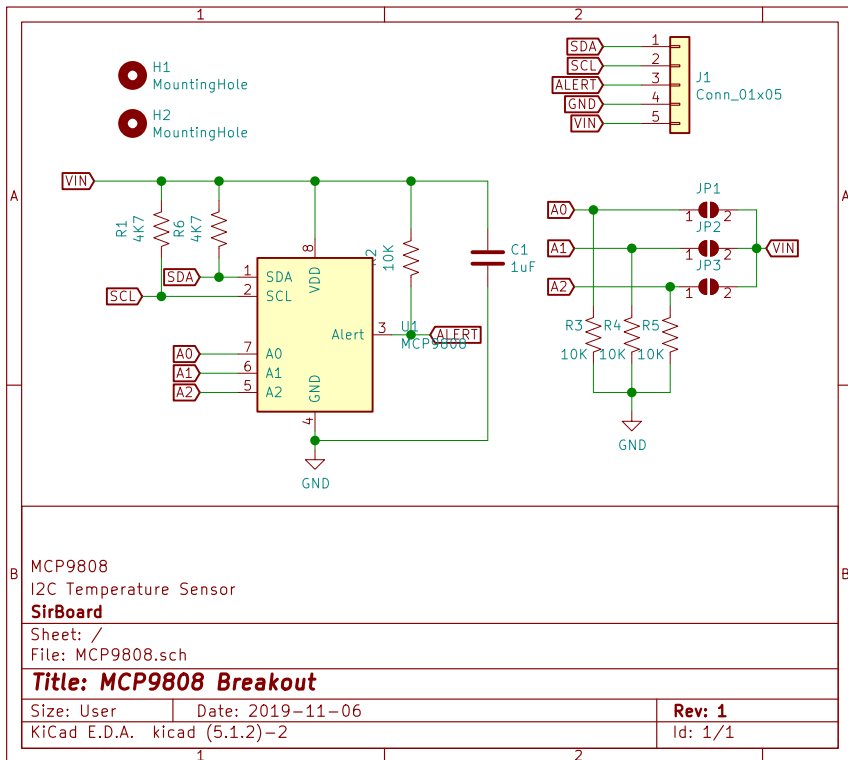 1 2
H1
MountingHole
H2
MountingHole
SDA 1
SCL 2
ALERT 3
GND 4
VIN 5
J1
Conn_01x05
A A
VIN
R1
4K7
R6
4K7
10K
C1
1uF
8
VDD
SDA 1 SDA
SCL 2 SCL
Alert 3 ALERT
U1
MCP9808
A0 7 A0
A1 6 A1
A2 5 A2
GND
4
GND
JP1
A0 1 2
JP2
A1 1 2 VIN
JP3
A2 1 2
R3 R4 R5
10K 10K 10K
GND
B B
MCP9808
I2C Temperature Sensor
SirBoard
Sheet: /
File: MCP9808.sch
Title: MCP9808 Breakout
Size: User Date: 2019-11-06 Rev: 1
KiCad E.D.A. kicad (5.1.2)-2 Id: 1/1
1 2